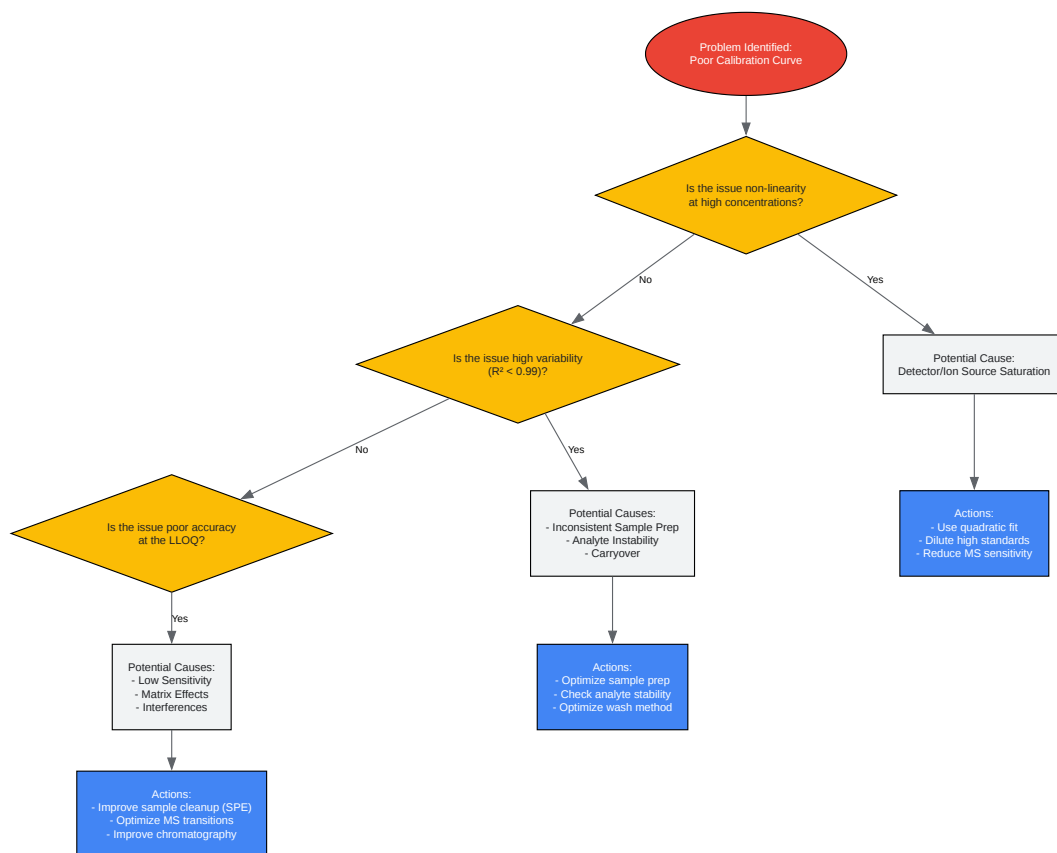 Problem Identified:
Poor Calibration Curve
Is the issue non-linearity
at high concentrations?
No
Yes
Is the issue high variability
(R² < 0.99)?
Potential Cause:
Detector/Ion Source Saturation
No
Yes
Is the issue poor accuracy
at the LLOQ?
Potential Causes:
- Inconsistent Sample Prep
- Analyte Instability
- Carryover
Actions:
- Use quadratic fit
- Dilute high standards
- Reduce MS sensitivity
Yes
Potential Causes:
- Low Sensitivity
- Matrix Effects
- Interferences
Actions:
- Optimize sample prep
- Check analyte stability
- Optimize wash method
Actions:
- Improve sample cleanup (SPE)
- Optimize MS transitions
- Improve chromatography